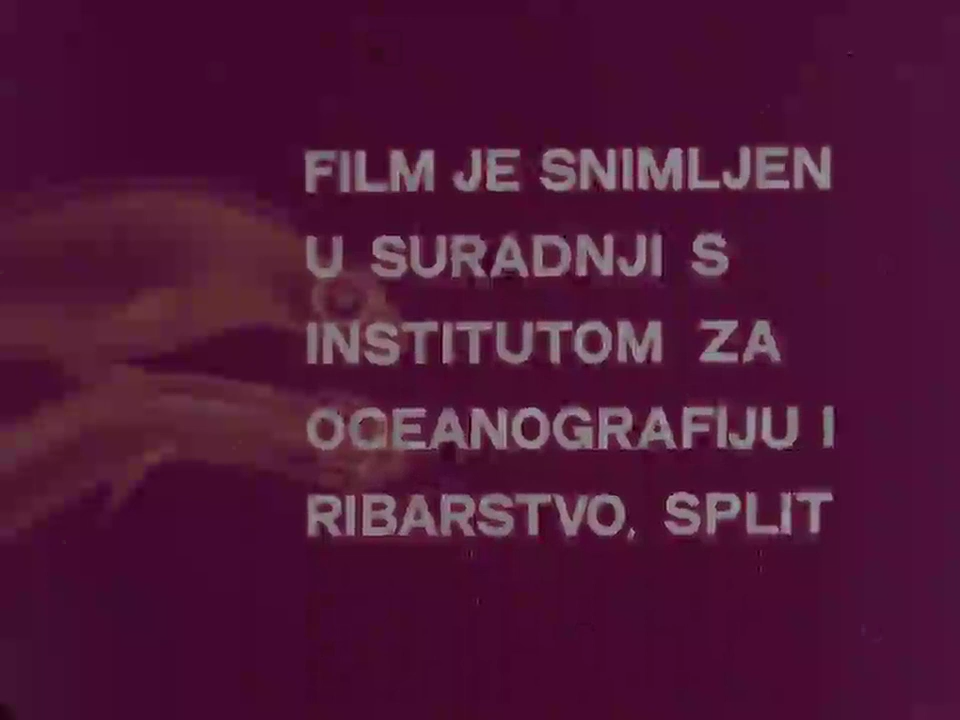 FILM JE SNIMLJEN
U SURADNJI S
INSTITUTOM ZA
OCEANOGRAFIJU I
RIBARSTVO, SPLIT